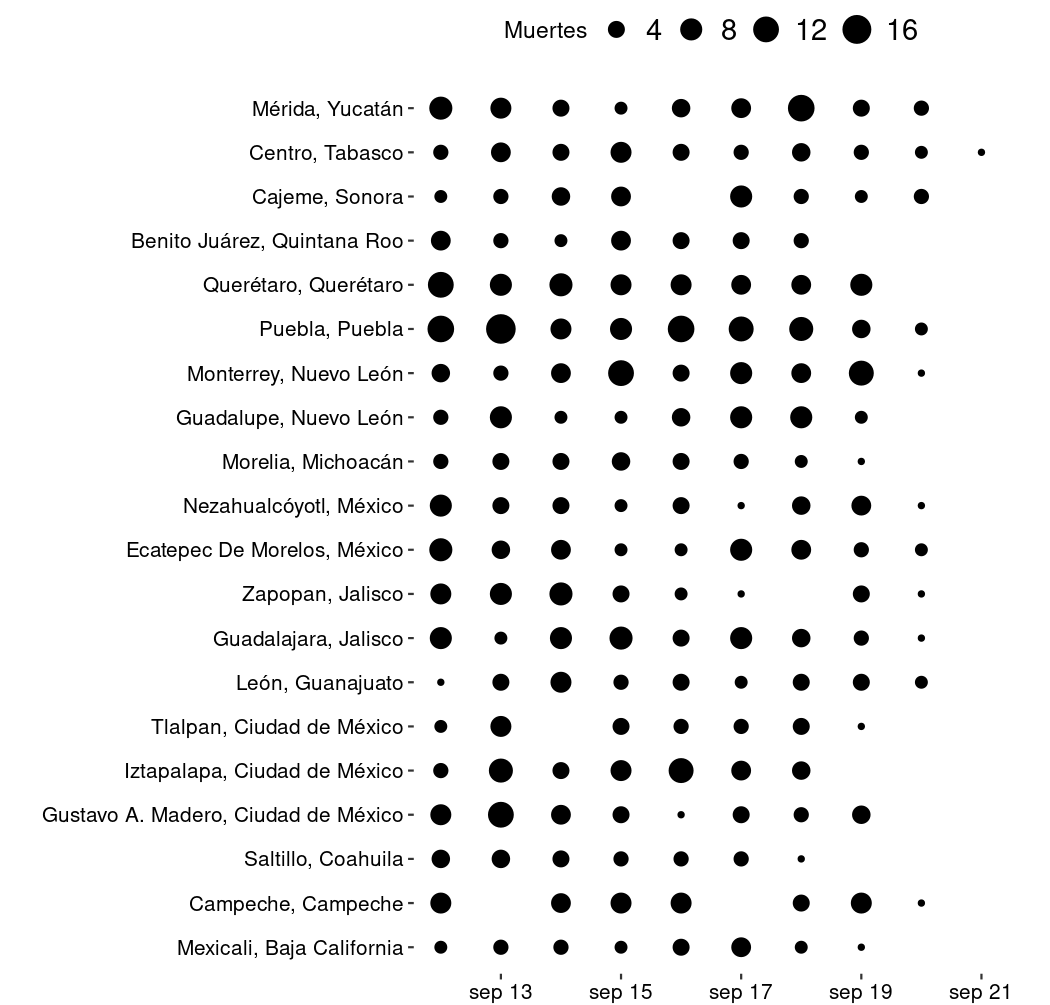 Muertes 4 8 12 16
Mérida, Yucatán
Centro, Tabasco
Cajeme, Sonora
Benito Juárez, Quintana Roo
Querétaro, Querétaro
Puebla, Puebla
Monterrey, Nuevo León
Guadalupe, Nuevo León
Morelia, Michoacán
Nezahualcóyotl, México
Ecatepec De Morelos, México
Zapopan, Jalisco
Guadalajara, Jalisco
León, Guanajuato
Tlalpan, Ciudad de México
Iztapalapa, Ciudad de México
Gustavo A. Madero, Ciudad de México
Saltillo, Coahuila
Campeche, Campeche
Mexicali, Baja California
sep 13 sep 15 sep 17 sep 19 sep 21